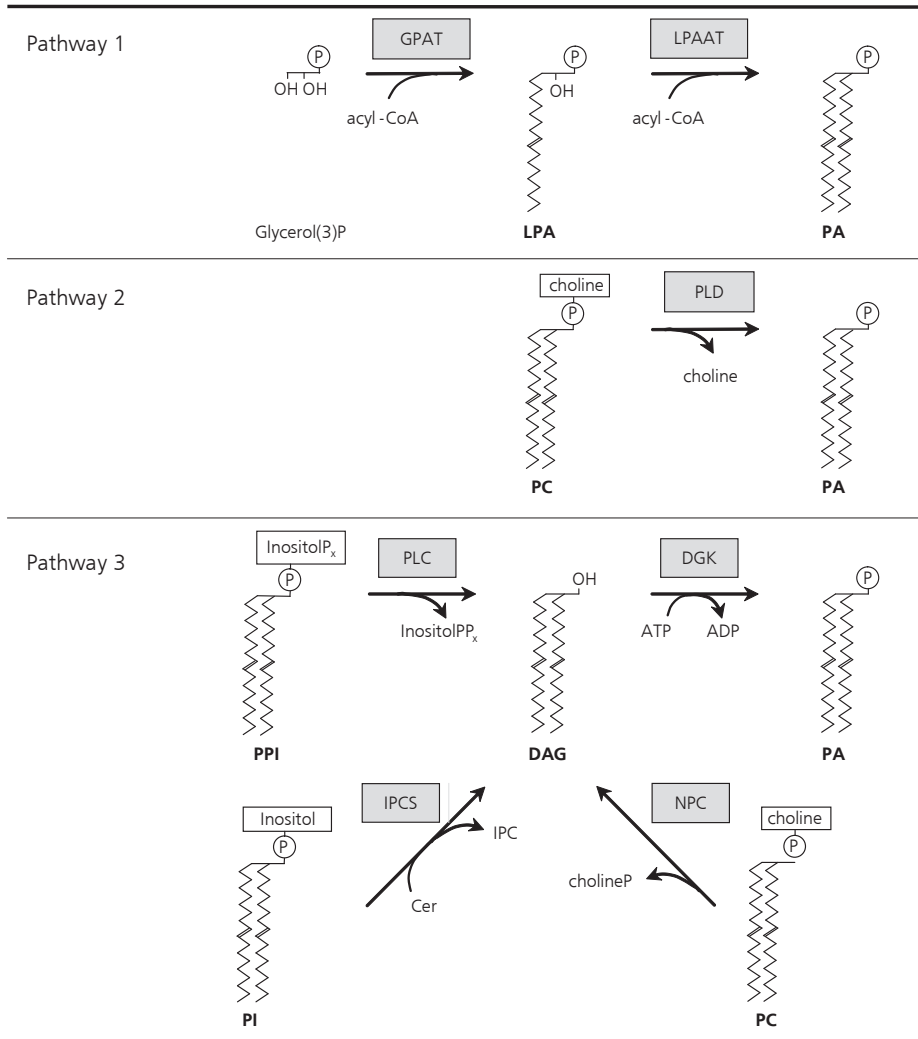 Pathway 1
GPAT
LPAAT
P
P
P
OH OH
OH
acyl-CoA
acyl-CoA
Glycerol(3)P
LPA
PA
Pathway 2
choline
PLD
P
P
choline
PC
PA
Pathway 3
InositolPx
PLC
DGK
P
OH
P
InositolPPx
ATP
ADP
PPI
DAG
PA
IPCS
NPC
Inositol
choline
P
IPC
P
cholineP
Cer
PI
PC